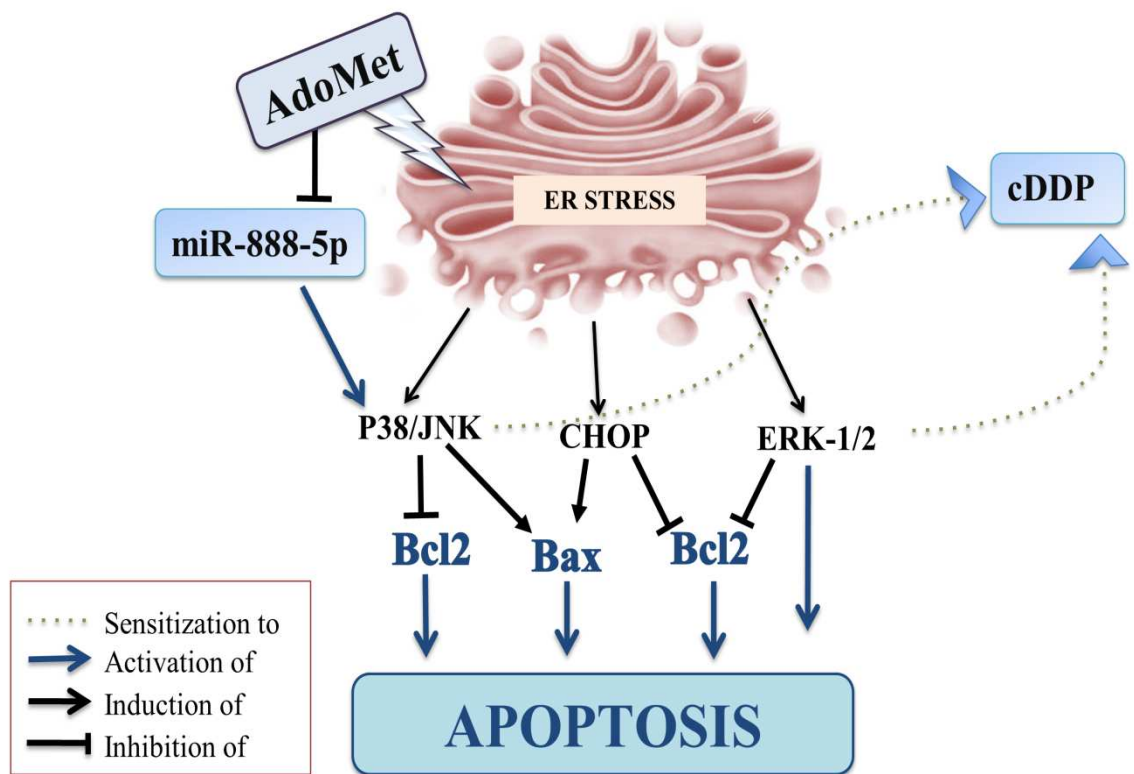 AdoMet
ER STRESS
cDDP
miR-888-5p
P38/JNK
CHOP
ERK-1/2
Bcl2
Bax
Bcl2
Sensitization to
Activation of
Induction of
Inhibition of
APOPTOSIS